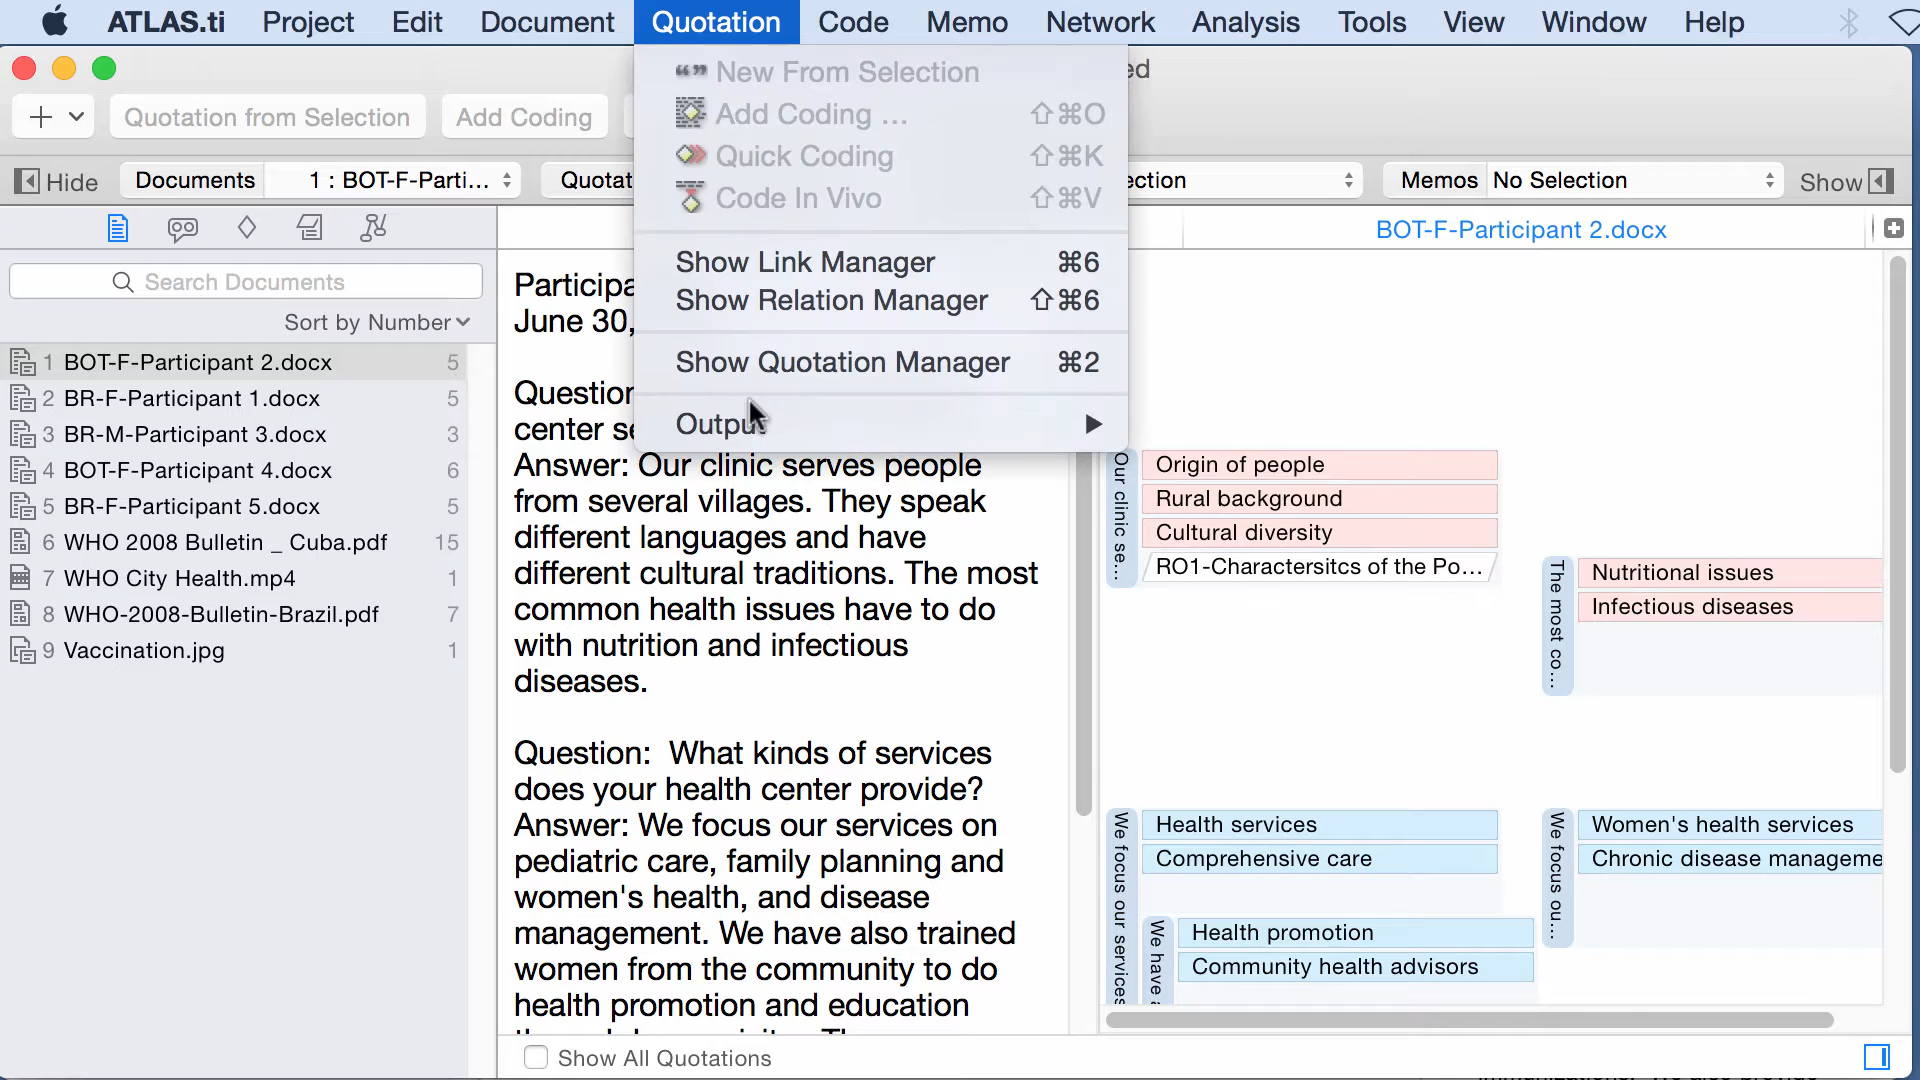 ATLAS.ti Project Edit Document Quotation Code Memo Network Analysis Tools View Window Help
New From Selection
Add Coding ... ⇧⌘O
Quick Coding ⇧⌘K
Code In Vivo ⇧⌘V
Show Link Manager ⌘6
Show Relation Manager ⇧⌘6
Show Quotation Manager ⌘2
Output
ed
Quotation from Selection Add Coding
Hide Documents 1 : BOT-F-Parti... Quotat ection Memos No Selection Show
Search Documents
Sort by Number
1 BOT-F-Participant 2.docx 5
2 BR-F-Participant 1.docx 5
3 BR-M-Participant 3.docx 3
4 BOT-F-Participant 4.docx 6
5 BR-F-Participant 5.docx 5
6 WHO 2008 Bulletin _ Cuba.pdf 15
7 WHO City Health.mp4 1
8 WHO-2008-Bulletin-Brazil.pdf 7
9 Vaccination.jpg 1
BOT-F-Participant 2.docx
Participa
June 30,
Question
center se
Answer: Our clinic serves people
from several villages. They speak
different languages and have
different cultural traditions. The most
common health issues have to do
with nutrition and infectious
diseases.
Question: What kinds of services
does your health center provide?
Answer: We focus our services on
pediatric care, family planning and
women's health, and disease
management. We have also trained
women from the community to do
health promotion and education
Our clinic se...
Origin of people
Rural background
Cultural diversity
RO1-Charactersitcs of the Po...
The most co...
Nutritional issues
Infectious diseases
We focus our services
Health services
Comprehensive care
We have a
Health promotion
Community health advisors
We focus ou...
Women's health services
Chronic disease manageme
Show All Quotations